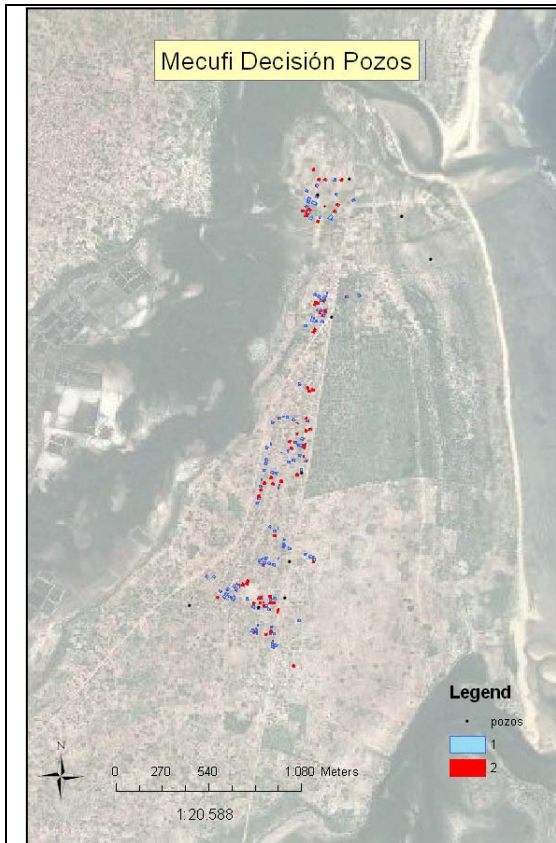 Mecufi Decisión Pozos
Legend
pozos
1
2
N
0 270 540 1.080 Meters
1:20.588